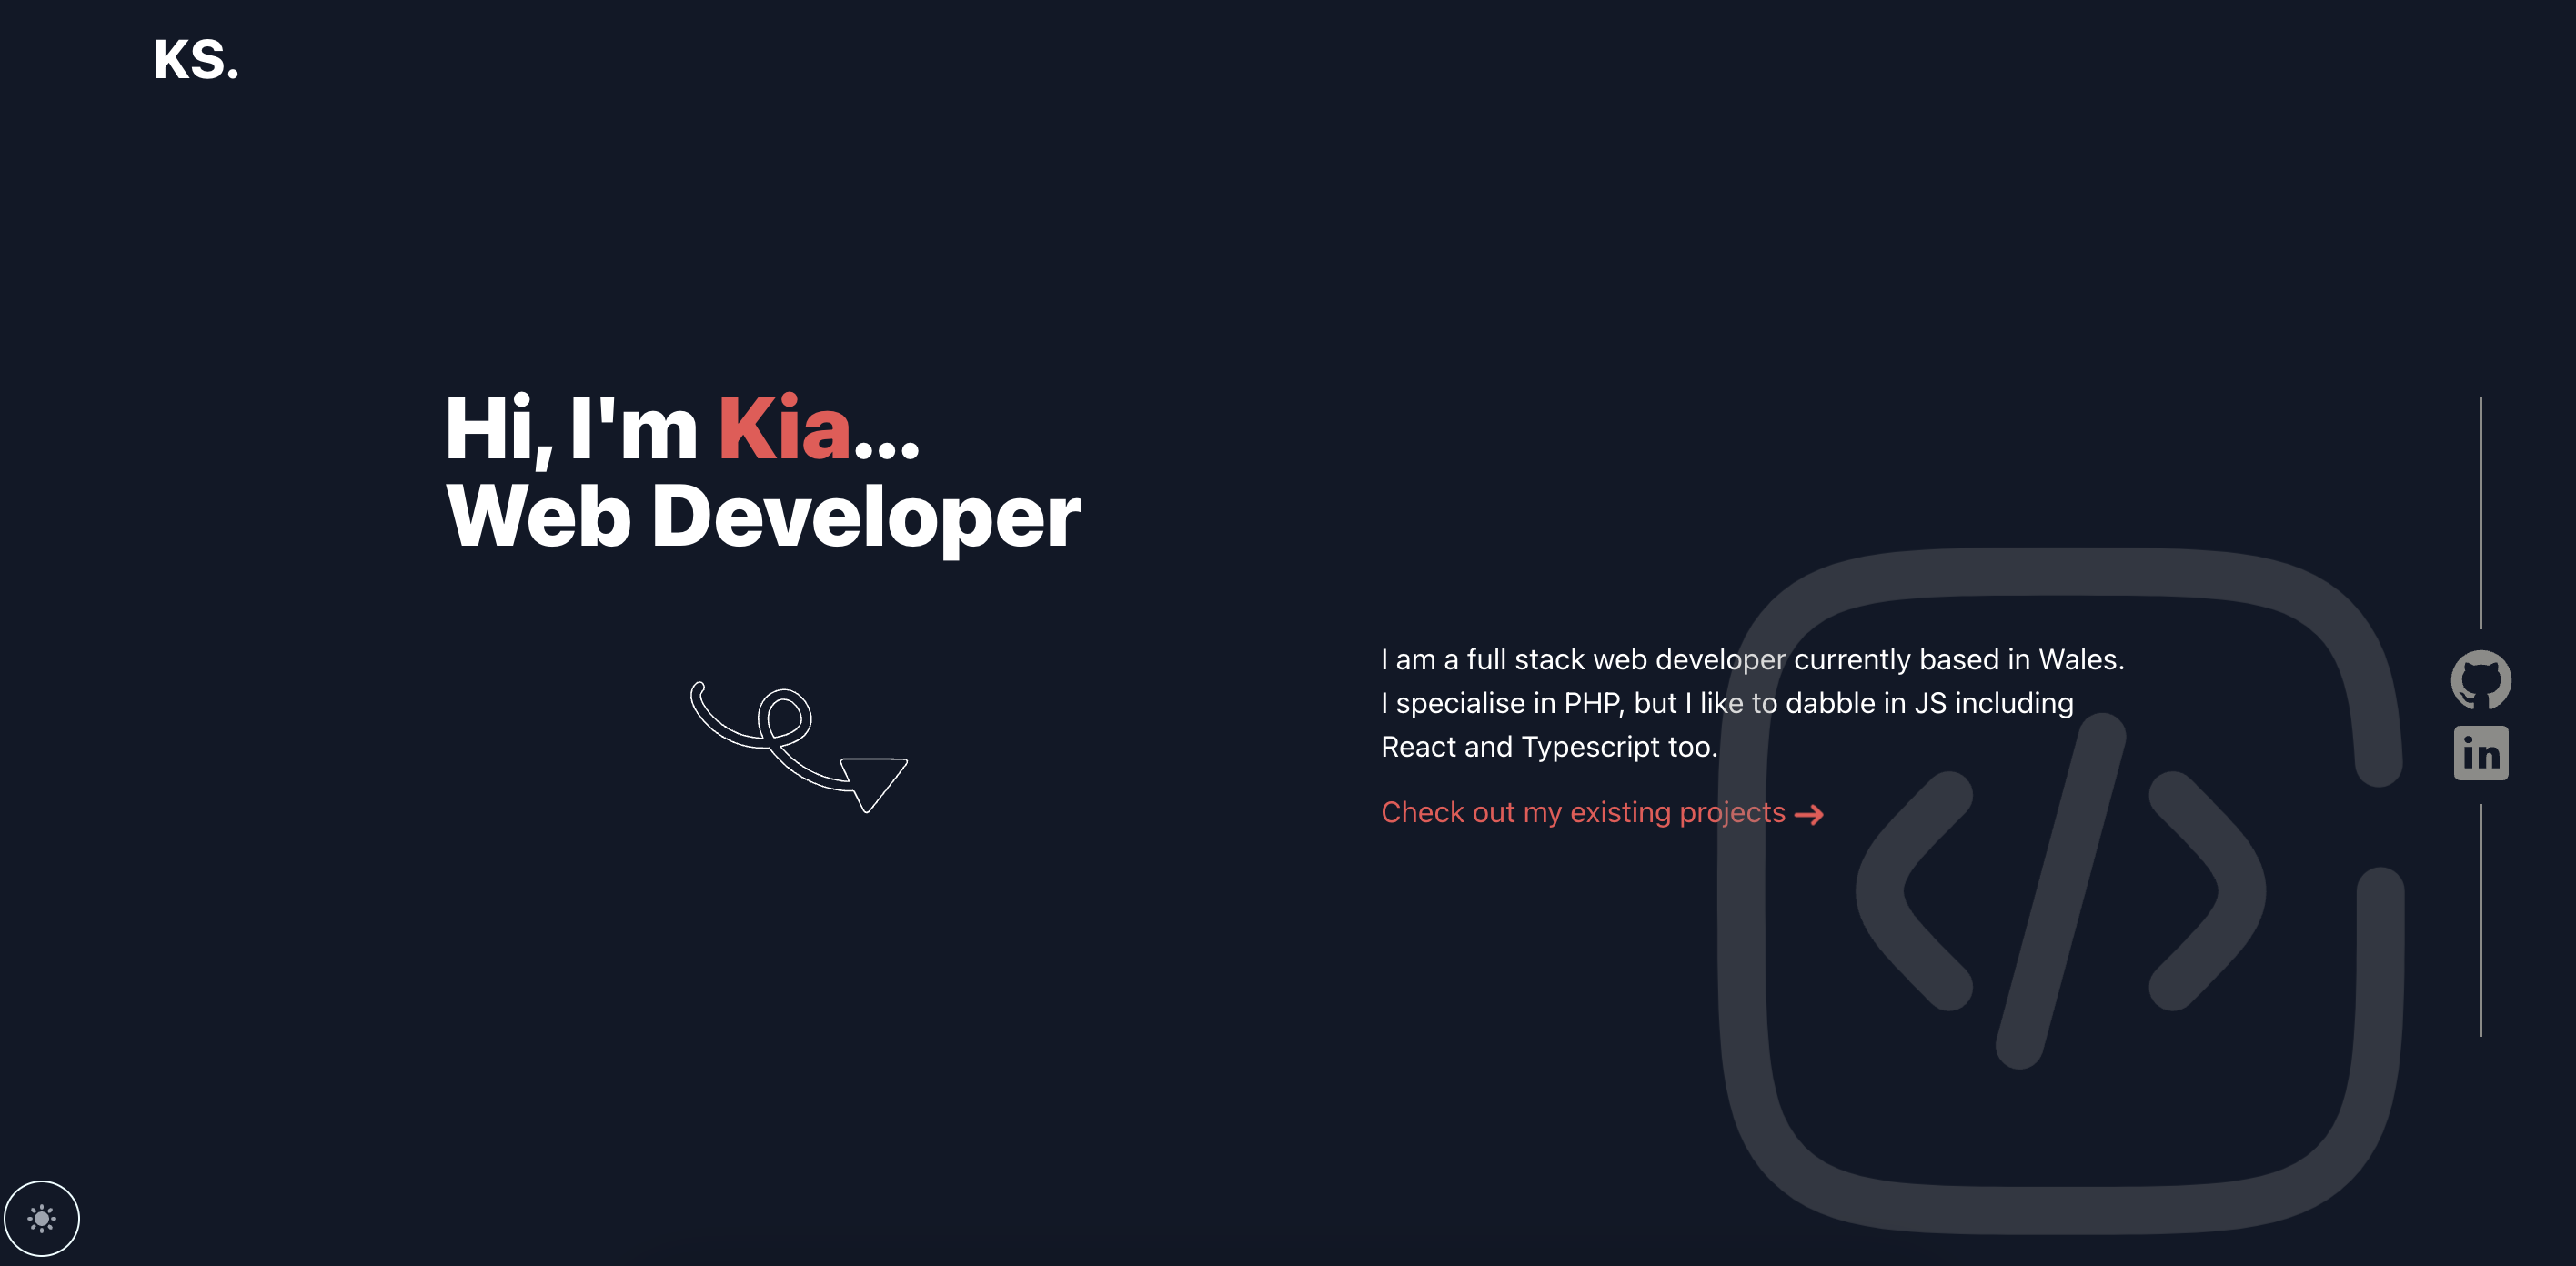 KS.
Hi, I'm Kia...
Web Developer
I am a full stack web developer currently based in Wales.
I specialise in PHP, but I like to dabble in JS including
React and Typescript too.
Check out my existing projects →
in